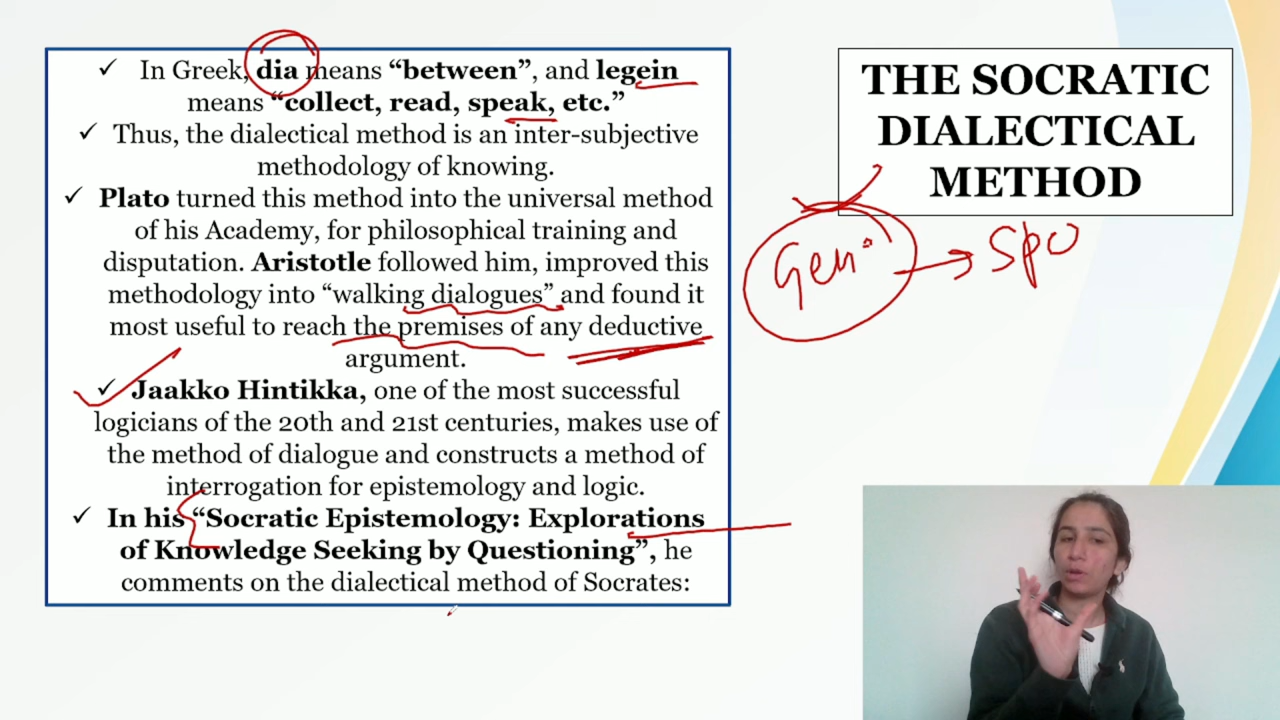 ✓ In Greek, dia means “between”, and legein
means “collect, read, speak, etc.”
✓ Thus, the dialectical method is an inter-subjective
methodology of knowing.
✓ Plato turned this method into the universal method
of his Academy, for philosophical training and
disputation. Aristotle followed him, improved this
methodology into “walking dialogues” and found it
most useful to reach the premises of any deductive
argument.
✓ Jaakko Hintikka, one of the most successful
logicians of the 20th and 21st centuries, makes use of
the method of dialogue and constructs a method of
interrogation for epistemology and logic.
✓ In his “Socratic Epistemology: Explorations
of Knowledge Seeking by Questioning”, he
comments on the dialectical method of Socrates:
THE SOCRATIC
DIALECTICAL
METHOD
Gen → Spo